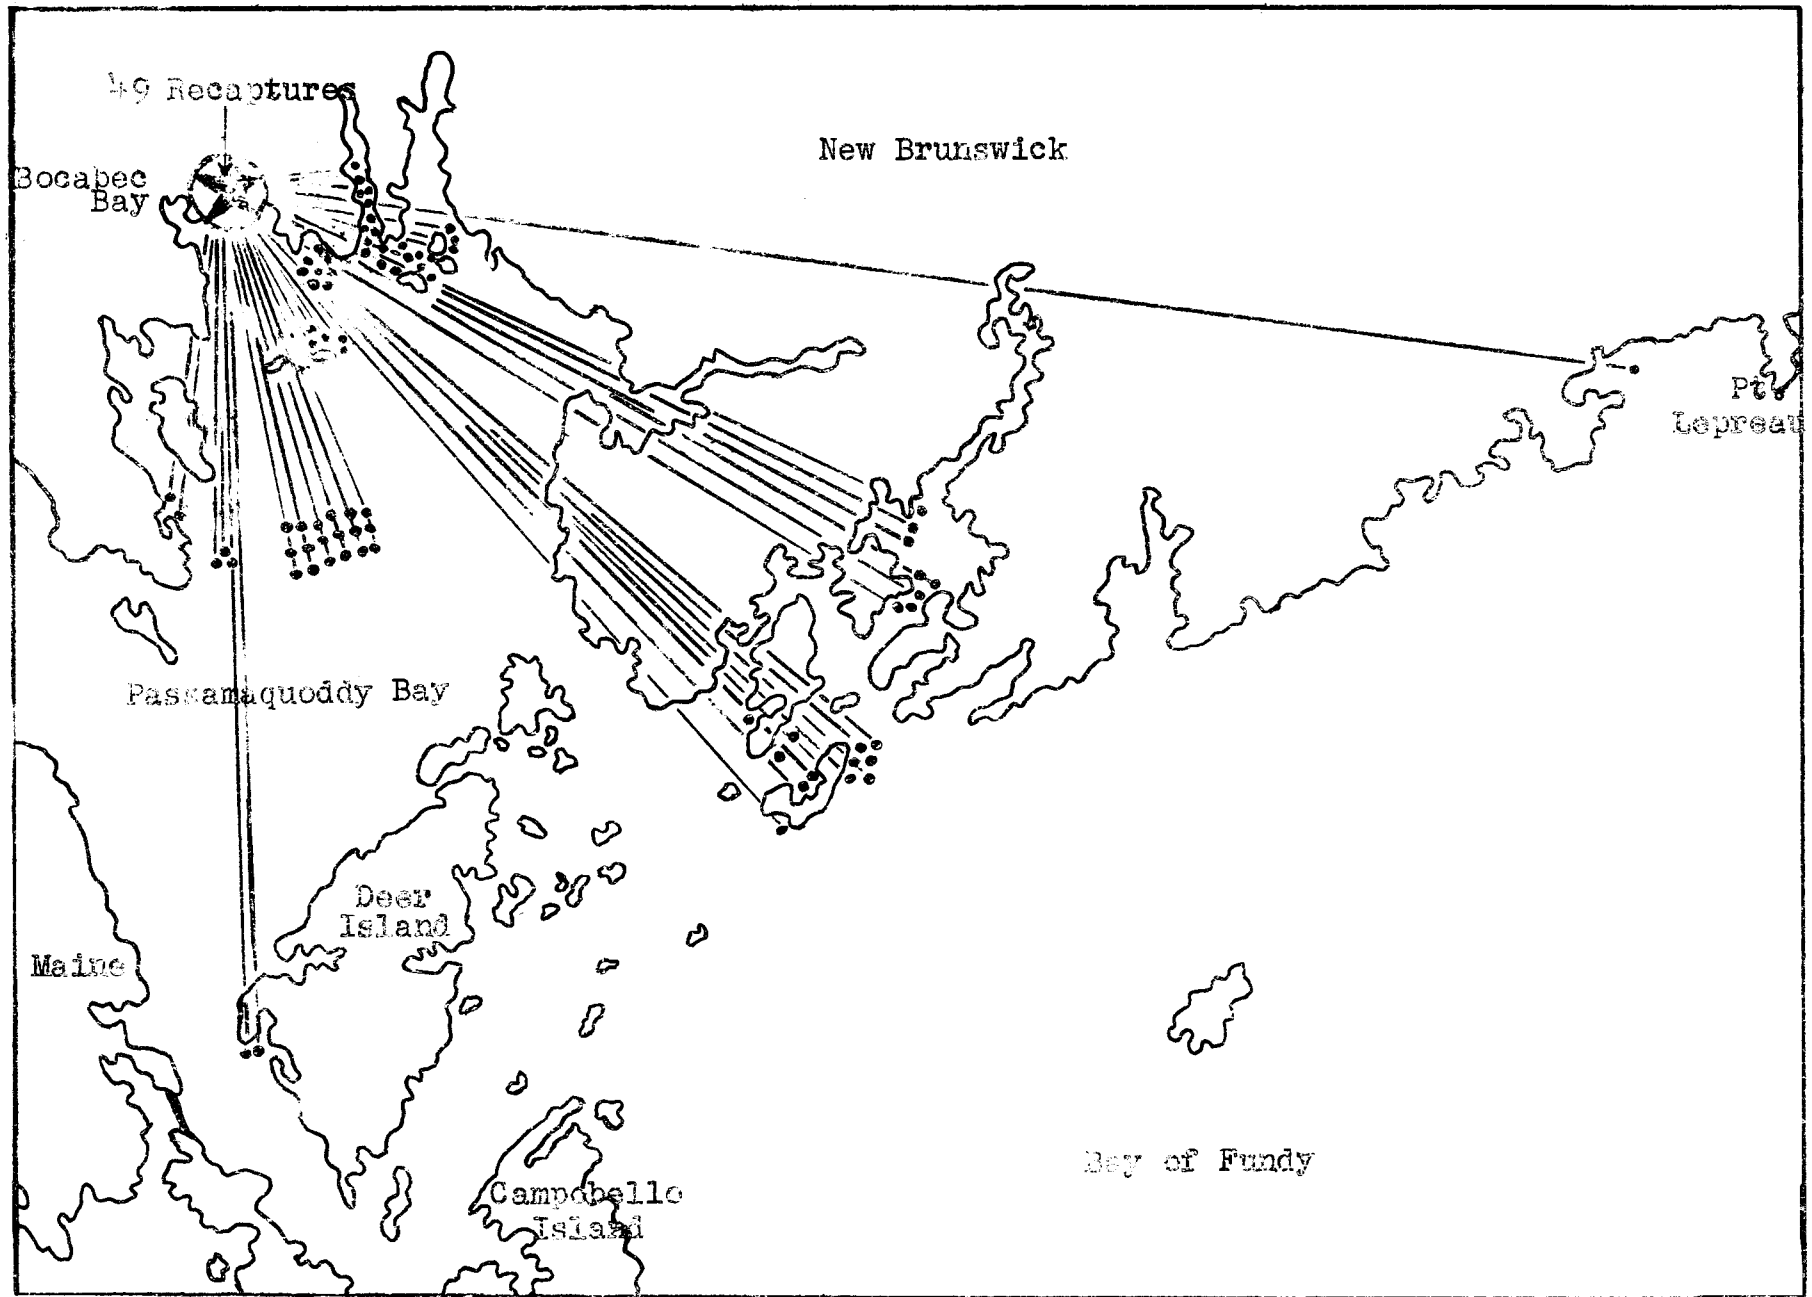 49 Recaptures
New Brunswick
Bocabec
Bay
Pt.
Lepreau
Passamaquoddy Bay
Deer
Island
Maine
Bay of Fundy
Campobello
Island